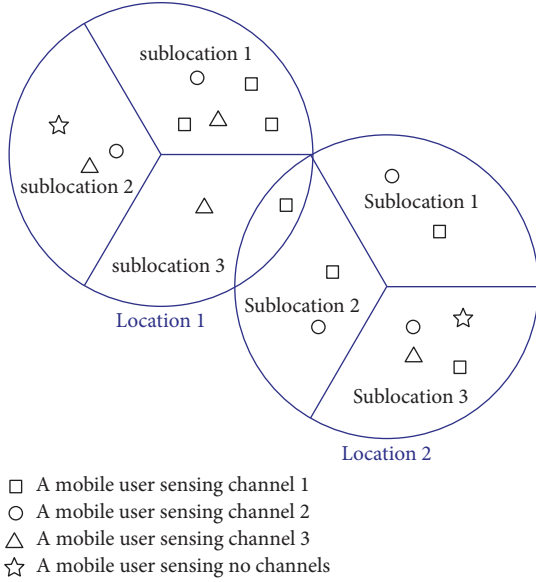 sublocation 1
sublocation 2
Sublocation 1
sublocation 3
Sublocation 2
Location 1
Sublocation 3
Location 2
A mobile user sensing channel 1
A mobile user sensing channel 2
A mobile user sensing channel 3
A mobile user sensing no channels